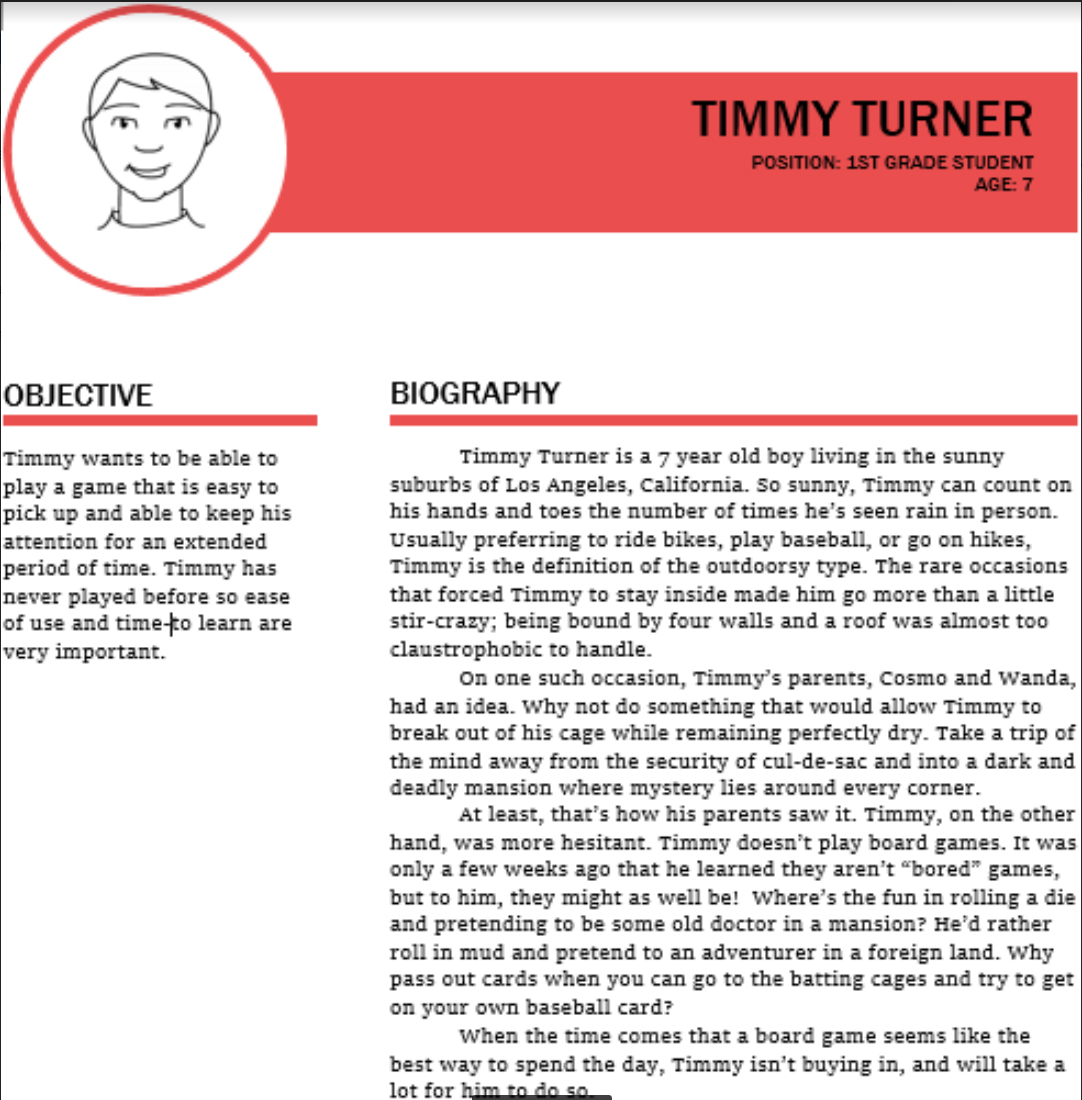 TIMMY TURNER
POSITION: 1ST GRADE STUDENT
AGE: 7
OBJECTIVE
Timmy wants to be able to
play a game that is easy to
pick up and able to keep his
attention for an extended
period of time. Timmy has
never played before so ease
of use and time-to learn are
very important.
BIOGRAPHY
Timmy Turner is a 7 year old boy living in the sunny
suburbs of Los Angeles, California. So sunny, Timmy can count on
his hands and toes the number of times he’s seen rain in person.
Usually preferring to ride bikes, play baseball, or go on hikes,
Timmy is the definition of the outdoorsy type. The rare occasions
that forced Timmy to stay inside made him go more than a little
stir-crazy; being bound by four walls and a roof was almost too
claustrophobic to handle.
On one such occasion, Timmy’s parents, Cosmo and Wanda,
had an idea. Why not do something that would allow Timmy to
break out of his cage while remaining perfectly dry. Take a trip of
the mind away from the security of cul-de-sac and into a dark and
deadly mansion where mystery lies around every corner.
At least, that’s how his parents saw it. Timmy, on the other
hand, was more hesitant. Timmy doesn’t play board games. It was
only a few weeks ago that he learned they aren’t “bored” games,
but to him, they might as well be!  Where’s the fun in rolling a die
and pretending to be some old doctor in a mansion? He’d rather
roll in mud and pretend to an adventurer in a foreign land. Why
pass out cards when you can go to the batting cages and try to get
on your own baseball card?
When the time comes that a board game seems like the
best way to spend the day, Timmy isn’t buying in, and will take a
lot for him to do so.